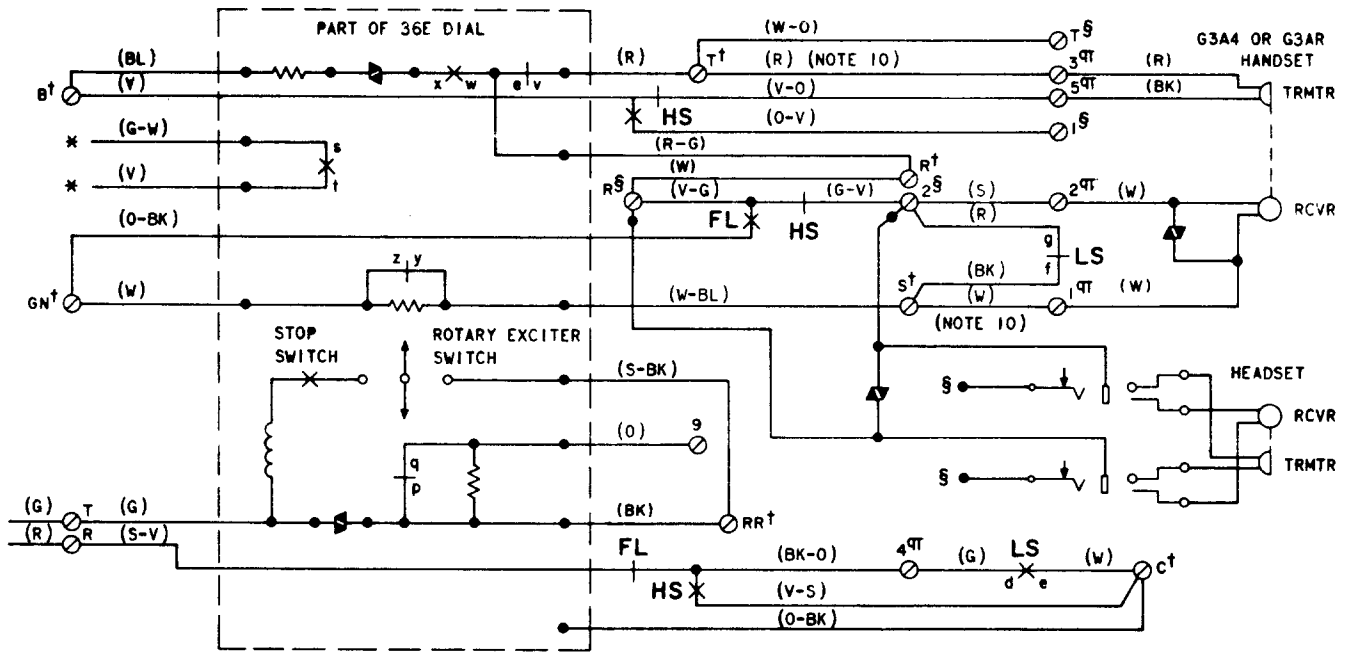 PART OF 36E DIAL
(W-O)
T§
G3A4 OR G3AR
HANDSET
(BL)
(R)
T†
(R) (NOTE 10)
3¶
(R)
x w
e v
B†
(V)
HS
(V-O)
5¶
(BK)
TRMTR
(O-V)
1§
* (G-W)
s
(R-G)
R†
(W)
* (V)
t
R§
(V-G)
(G-V)
2§
(S)
2¶
(W)
RCVR
FL
HS
(R)
(O-BK)
g
LS
f
z y
(BK)
GN†
(W)
(W-BL)
S†
(W)
1¶
(W)
(NOTE 10)
STOP
SWITCH
ROTARY EXCITER
SWITCH
(S-BK)
§
HEADSET
RCVR
(O)
9
q
p
§
TRMTR
(G)
T
(G)
(BK)
RR†
(R)
R
(S-V)
FL
(BK-O)
4¶
(G)
LS
(W)
C†
d e
HS
(V-S)
(O-BK)